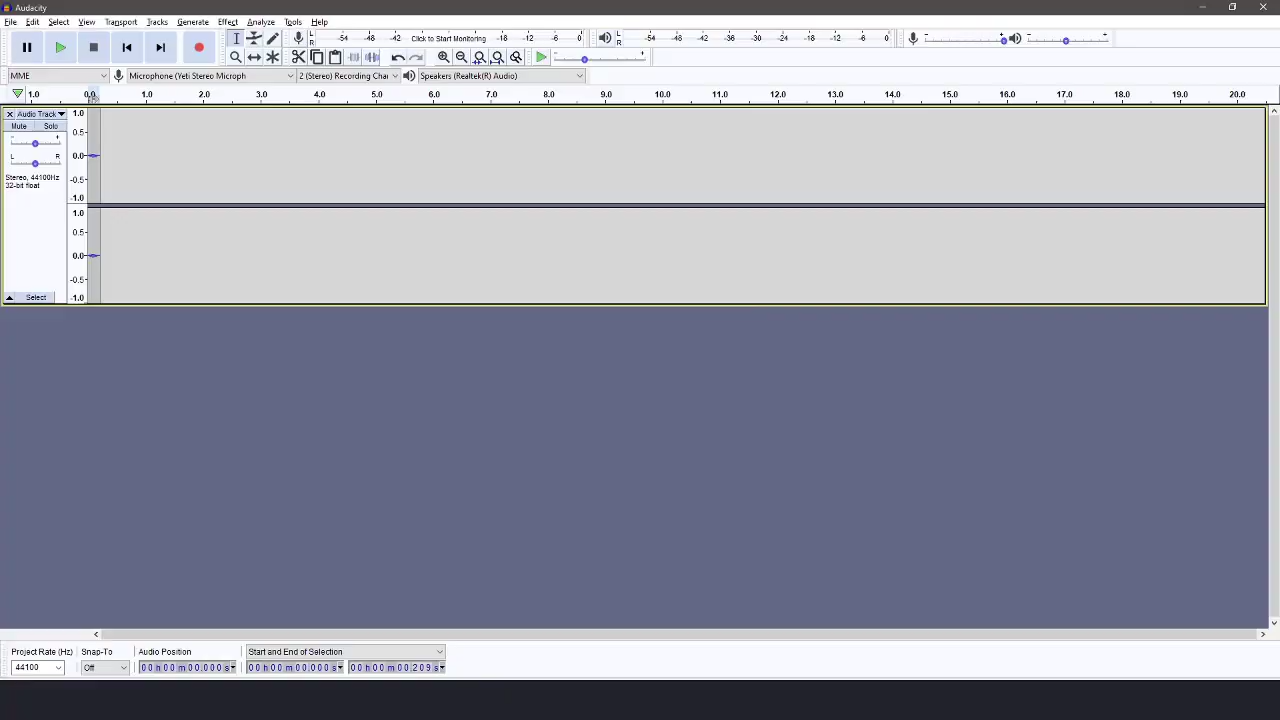 Audacity
File Edit Select View Transport Tracks Generate Effect Analyze Tools Help
L R -54 -48 -42 Click to Start Monitoring -18 -12 -6 0 L R -54 -48 -42 -36 -30 -24 -18 -12 -6 0 - + - +
- +
MME Microphone (Yeti Stereo Microph 2 (Stereo) Recording Char Speakers (Realtek(R) Audio)
1.0 0.0 1.0 2.0 3.0 4.0 5.0 6.0 7.0 8.0 9.0 10.0 11.0 12.0 13.0 14.0 15.0 16.0 17.0 18.0 19.0 20.0
Audio Track
Mute Solo
- +
L R
Stereo, 44100Hz
32-bit float
1.0
0.5
0.0
-0.5
-1.0
1.0
0.5
0.0
-0.5
-1.0
Select
Project Rate (Hz) Snap-To Audio Position Start and End of Selection
44100 Off 00 h 00 m 00.000 s 00 h 00 m 00.000 s 00 h 00 m 00.209 s